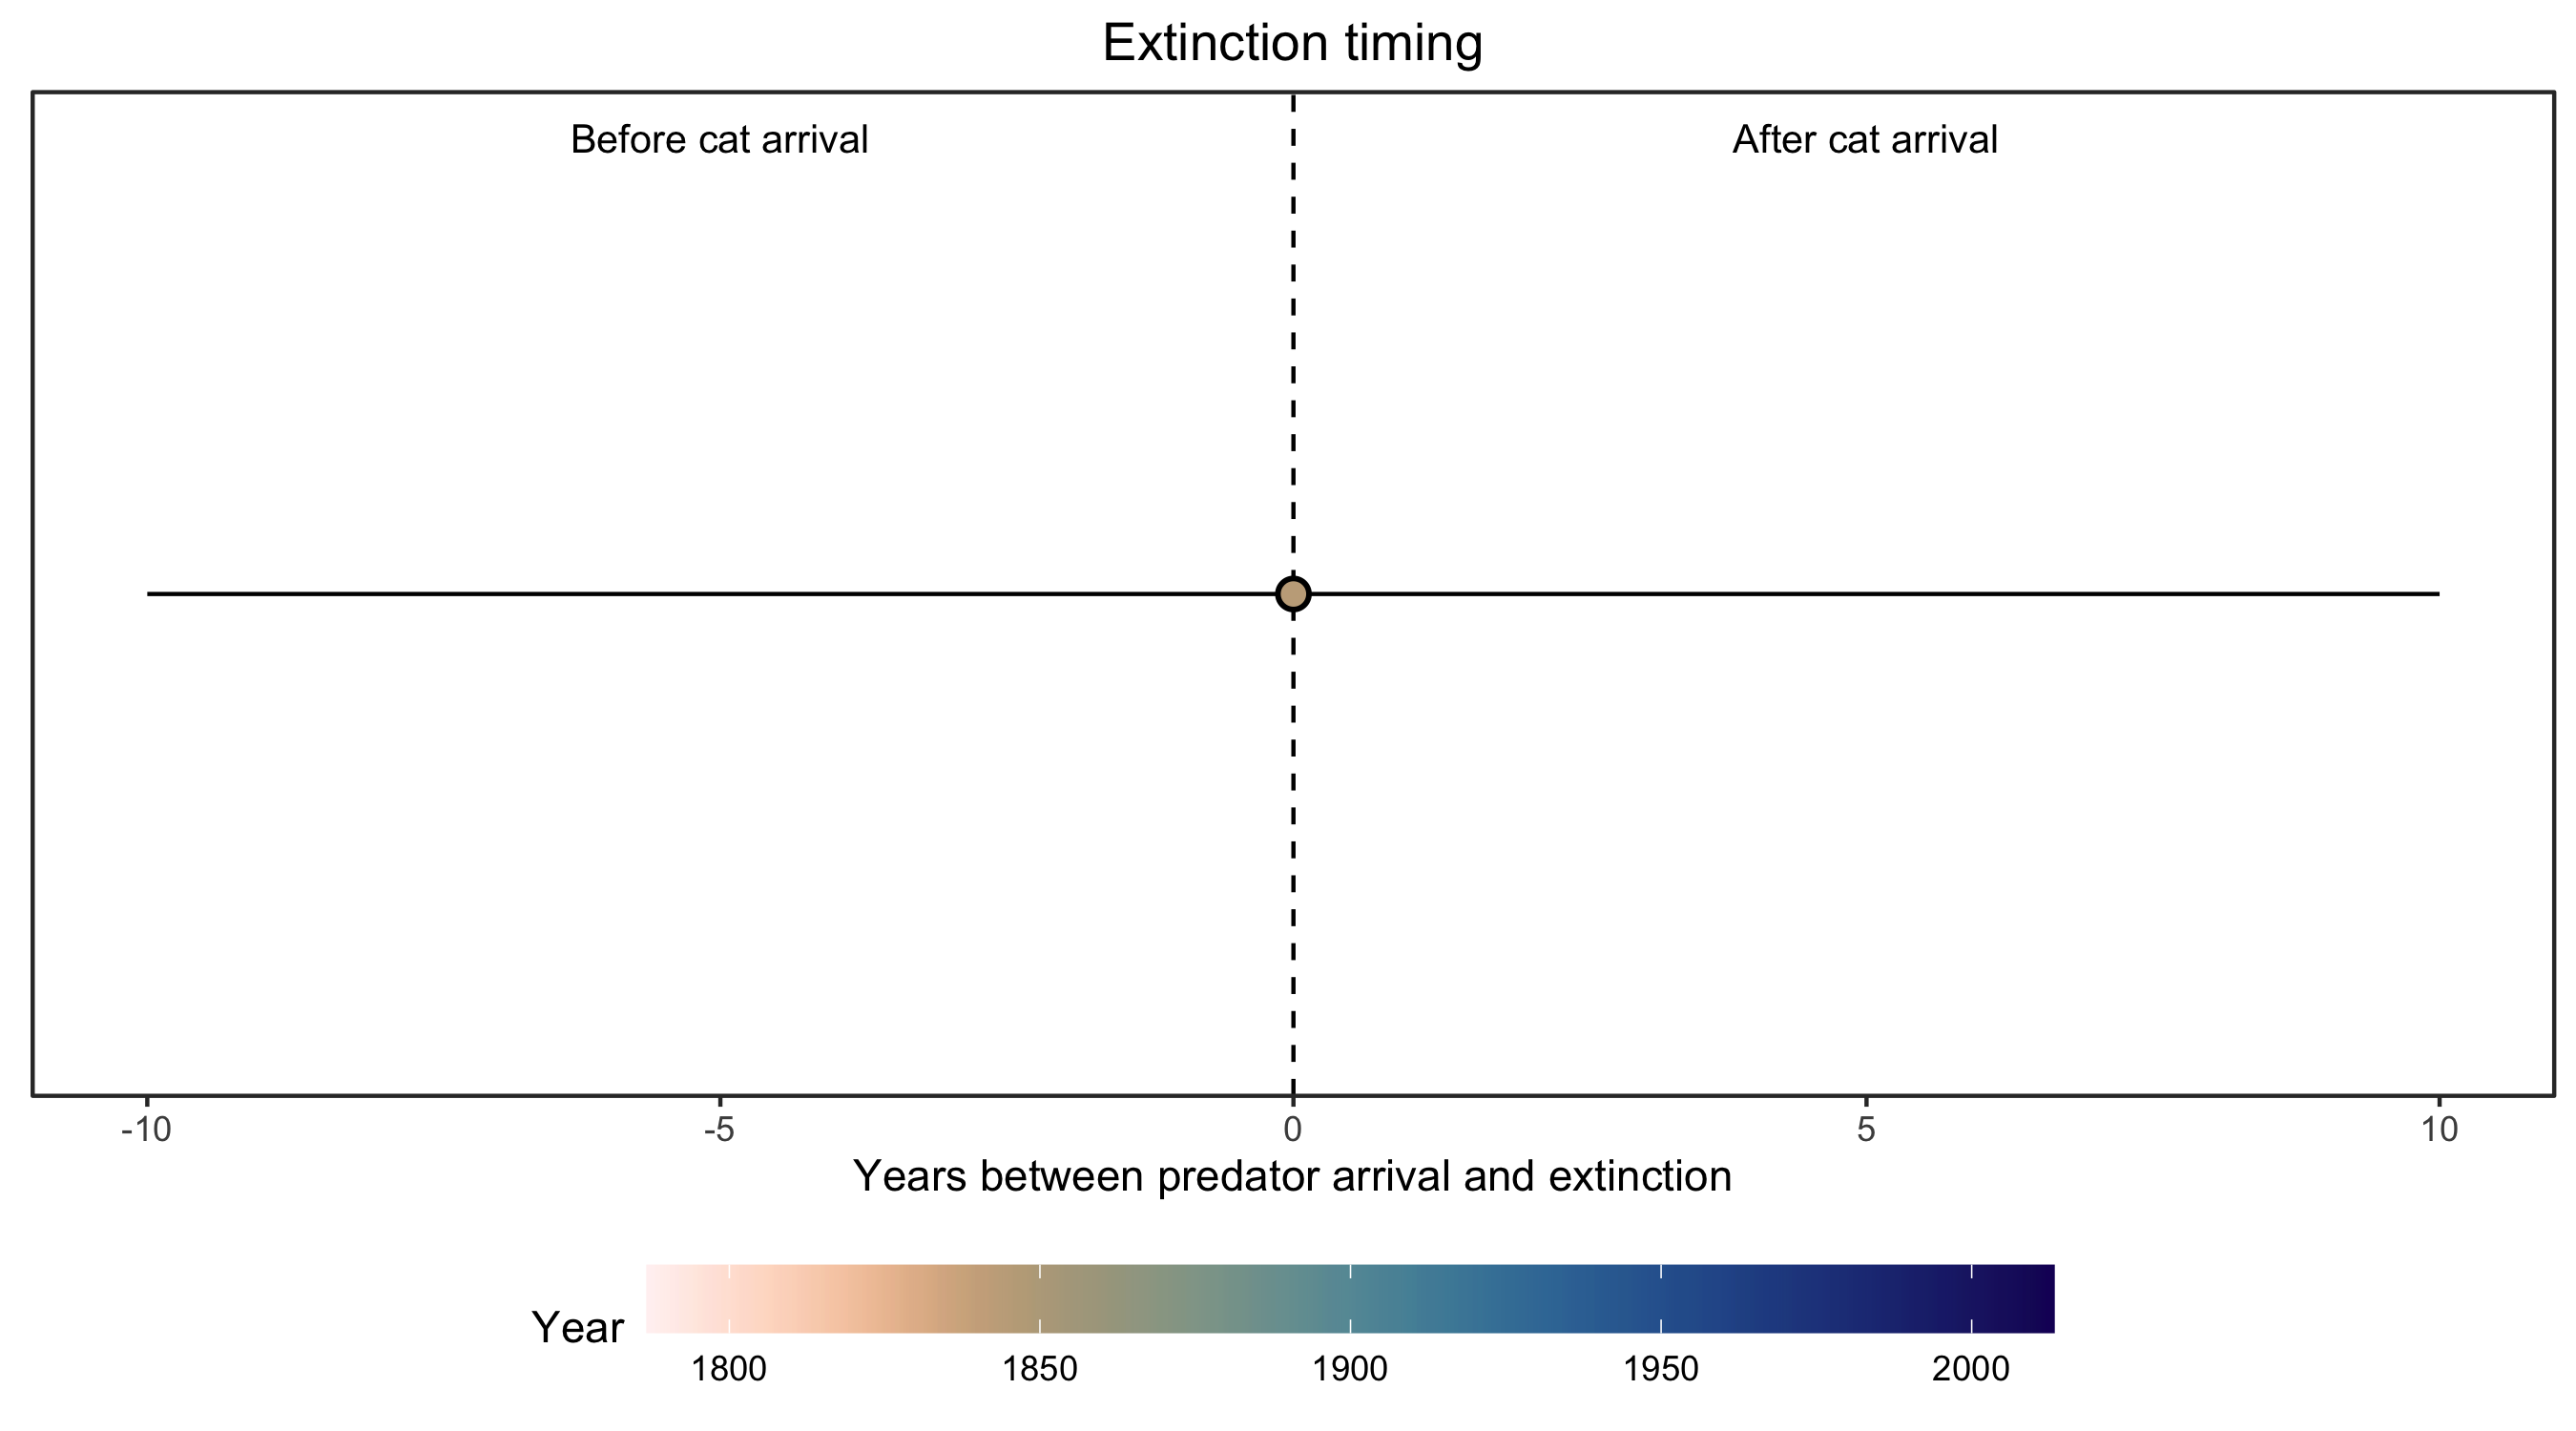 Extinction timing
Before cat arrival After cat arrival
-10 -5 0 5 10
Years between predator arrival and extinction
Year
1800 1850 1900 1950 2000